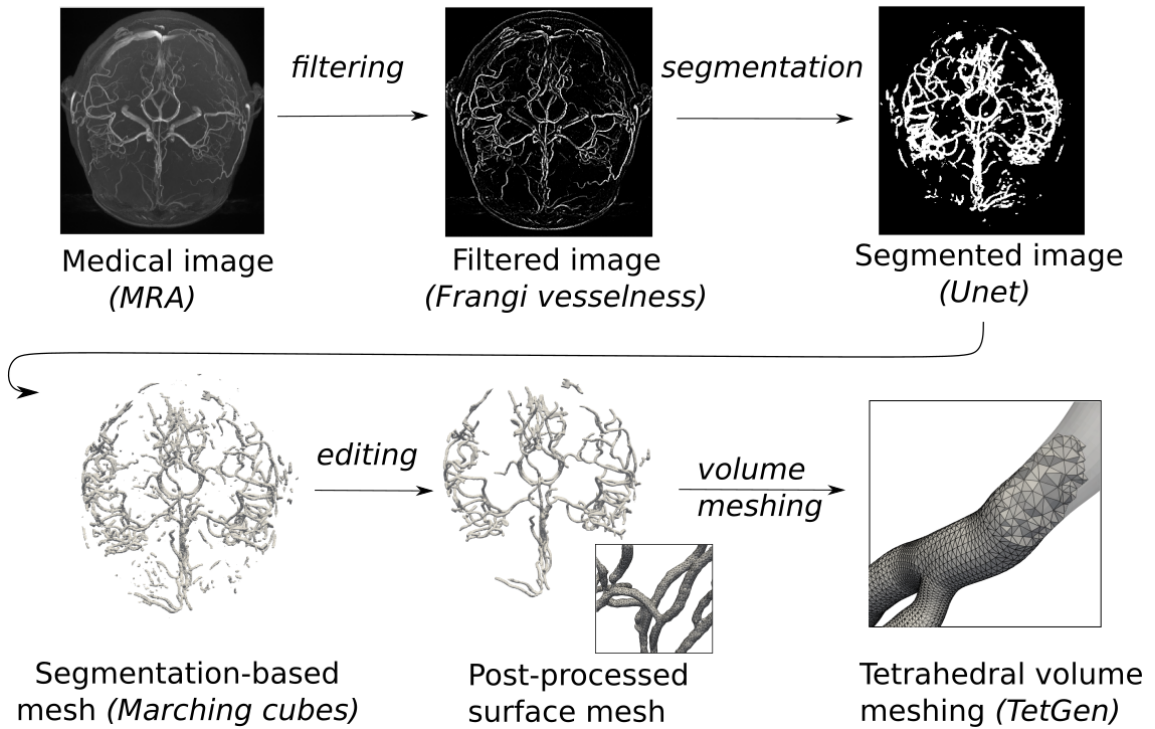 filtering
segmentation
Medical image
(MRA)
Filtered image
(Frangi vesselness)
Segmented image
(Unet)
editing
volume
meshing
Segmentation-based
mesh (Marching cubes)
Post-processed
surface mesh
Tetrahedral volume
meshing (TetGen)